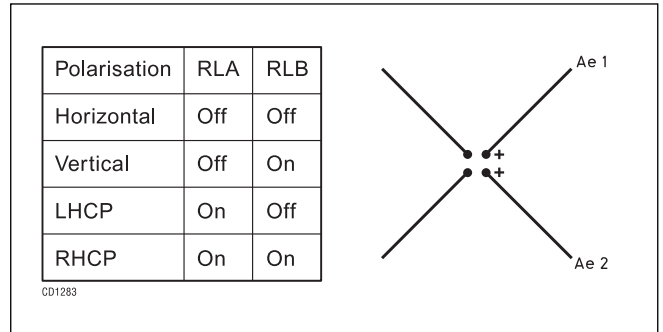 Polarisation RLA RLB
Horizontal Off Off
Vertical Off On
LHCP On Off
RHCP On On
CD1283
Ae 1
+
+
Ae 2